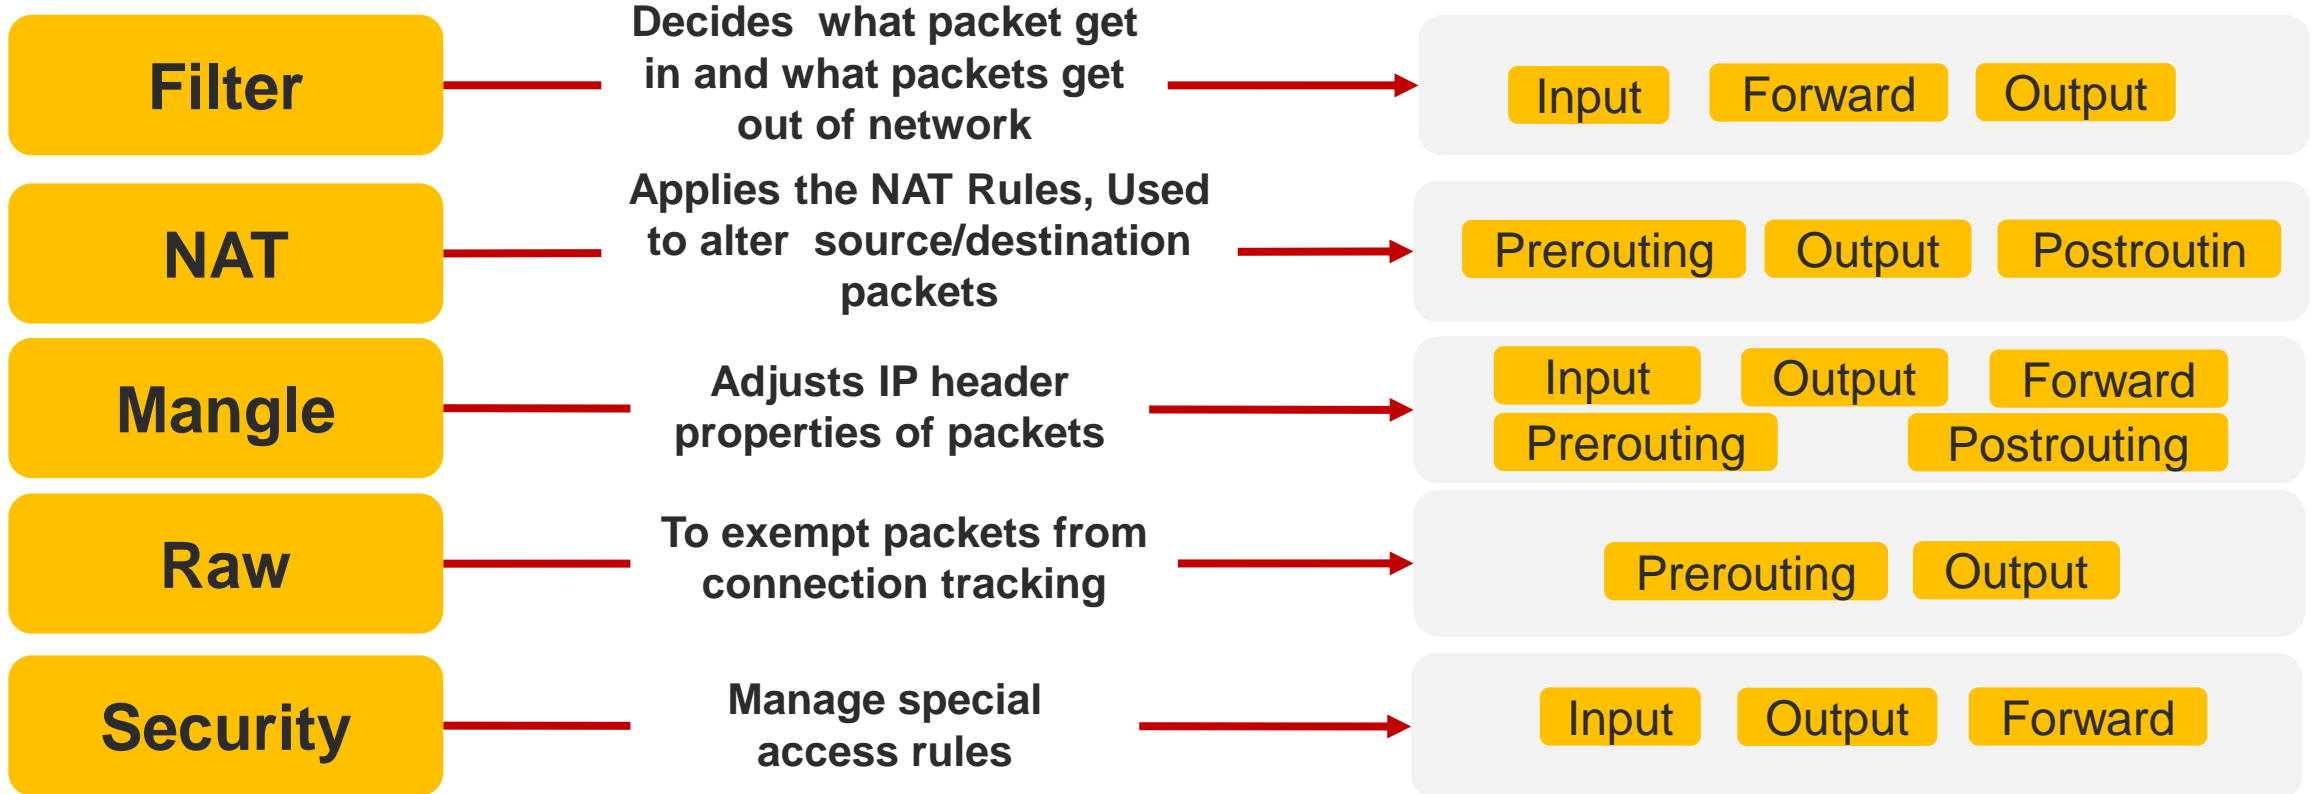 Filter
Decides  what packet get
in and what packets get
out of network
Input
Forward
Output
NAT
Applies the NAT Rules, Used
to alter  source/destination
packets
Prerouting
Output
Postroutin
Mangle
Adjusts IP header
properties of packets
Input
Output
Forward
Prerouting
Postrouting
Raw
To exempt packets from
connection tracking
Prerouting
Output
Security
Manage special
access rules
Input
Output
Forward